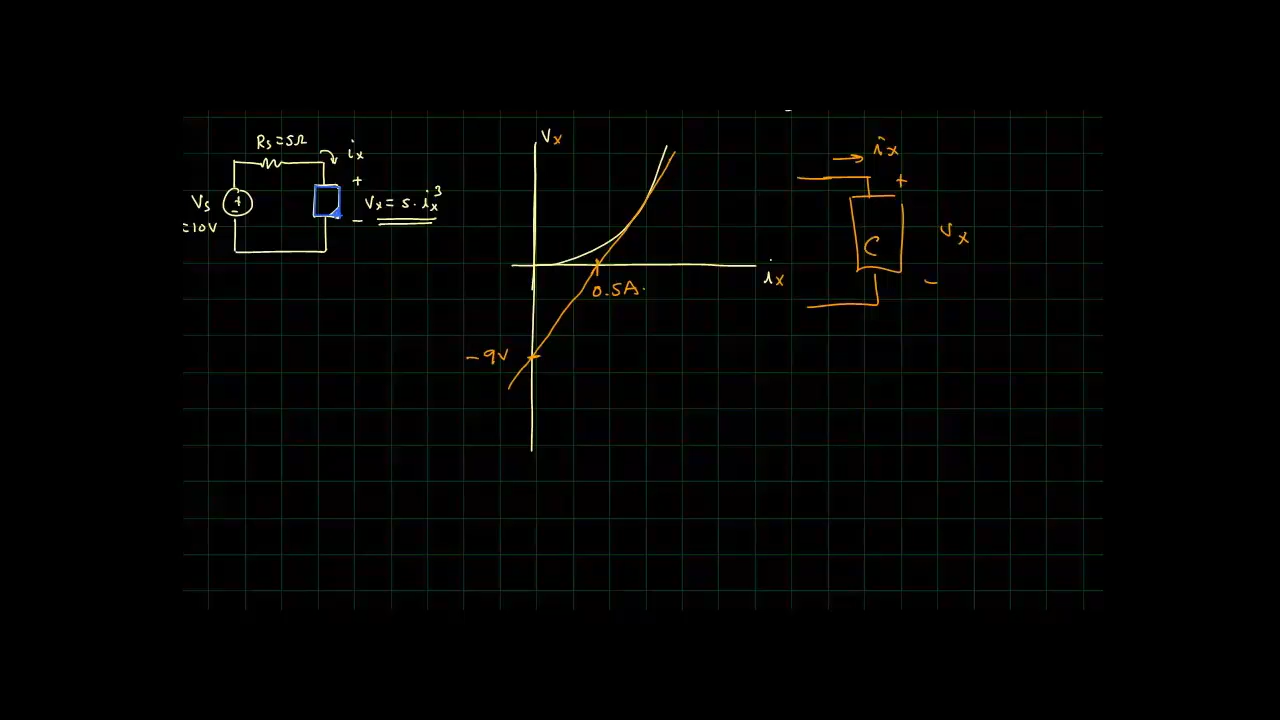 Rs = 5Ω
ix
+
Vs
= 10V
+
-
Vx = 5 · ix³
-
Vx
ix
0.5A.
-9V
ix
+
C
vx
-